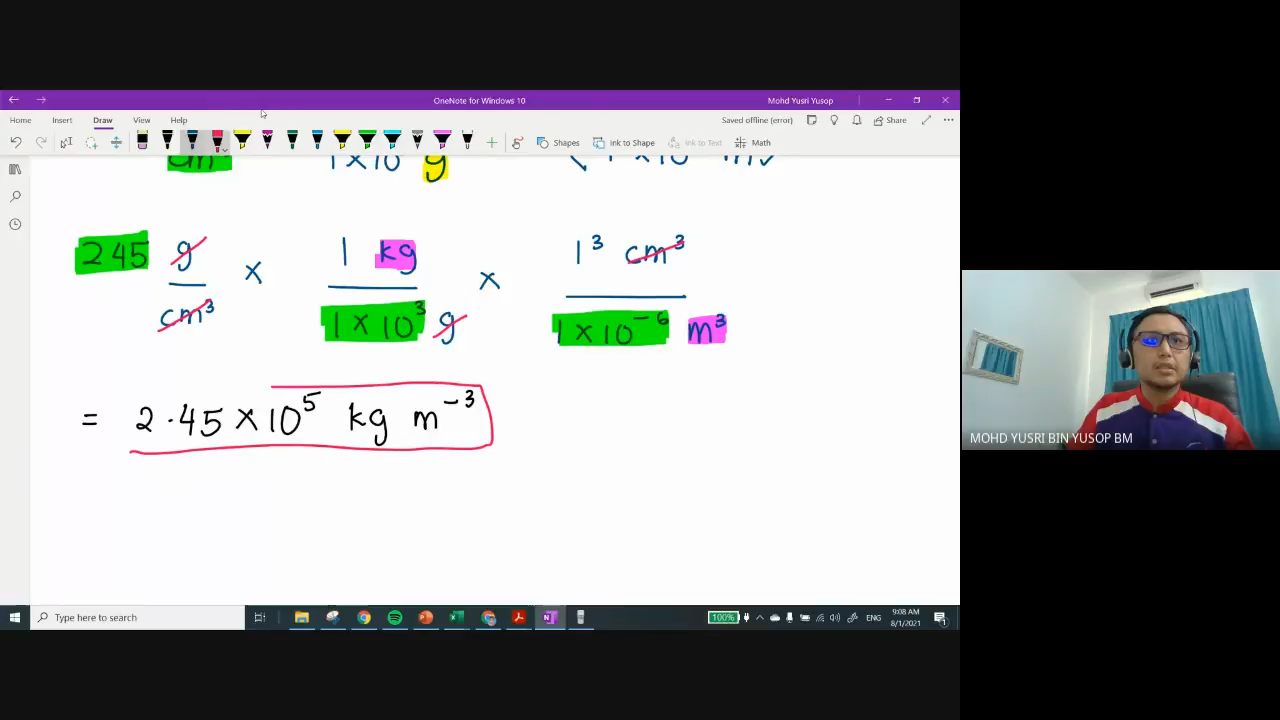 OneNote for Windows 10
Mohd Yusri Yusop
Home Insert Draw View Help
Saved offline (error)
Share
Shapes
Ink to Shape
Ink to Text
Math
cm 1 × 10 g
245 g/cm³ × 1 kg/1 × 10³ g × 1³ cm³/1 × 10⁻⁶ m³
= 2.45 × 10⁵ kg m⁻³
MOHD YUSRI BIN YUSOP BM
Type here to search
100%
ENG
9:08 AM
8/1/2021